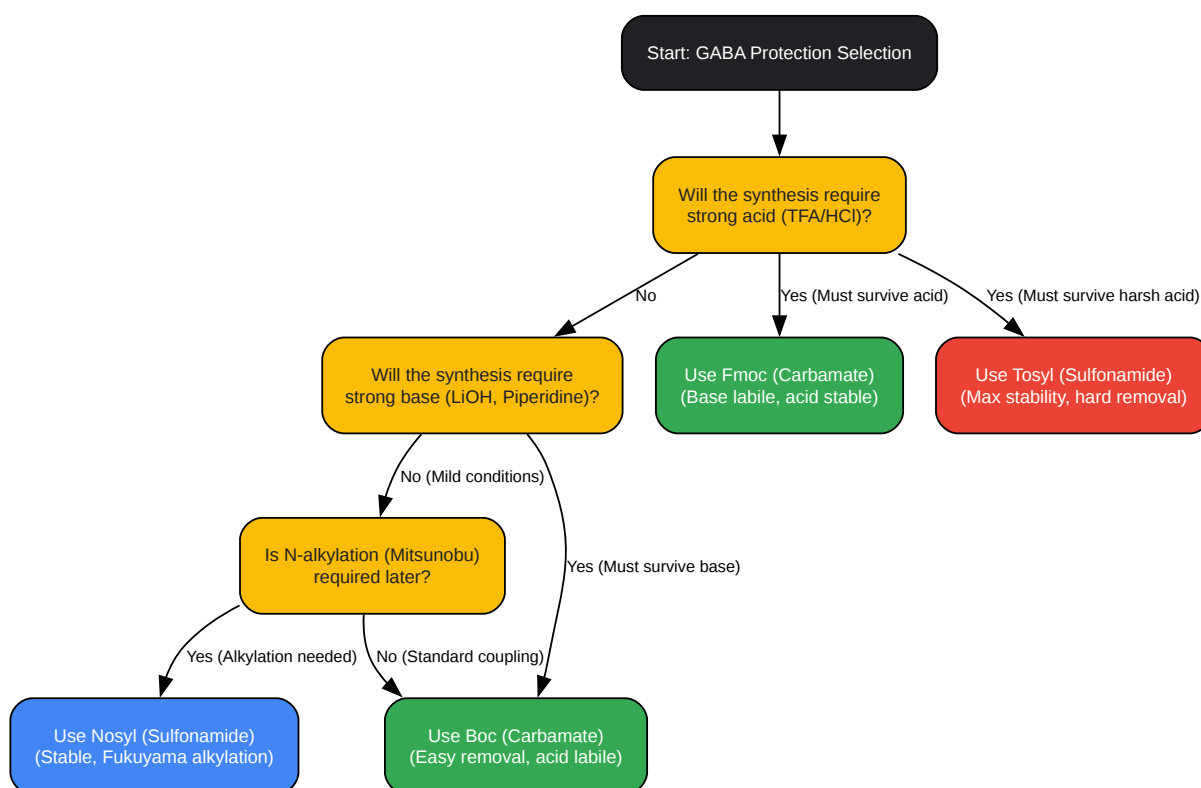 Start: GABA Protection Selection
Will the synthesis require
strong acid (TFA/HCl)?
No
Yes (Must survive acid)
Yes (Must survive harsh acid)
Will the synthesis require
strong base (LiOH, Piperidine)?
Use Fmoc (Carbamate)
(Base labile, acid stable)
Use Tosyl (Sulfonamide)
(Max stability, hard removal)
No (Mild conditions)
Is N-alkylation (Mitsunobu)
required later?
Yes (Must survive base)
Yes (Alkylation needed)
No (Standard coupling)
Use Nosyl (Sulfonamide)
(Stable, Fukuyama alkylation)
Use Boc (Carbamate)
(Easy removal, acid labile)